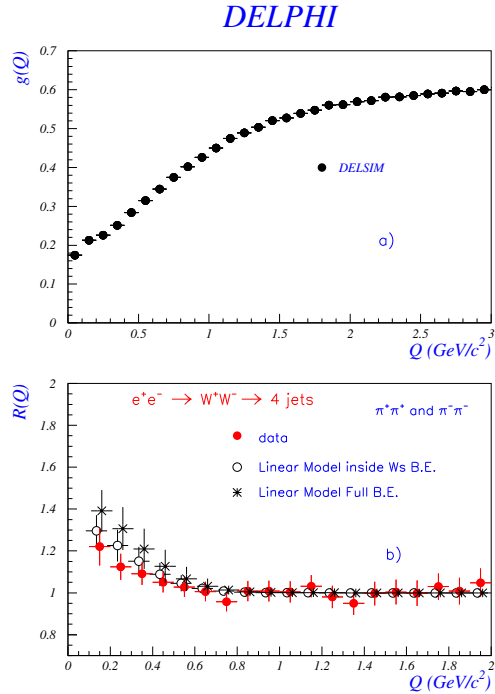 DELPHI
g(Q)
0.7
0.6
0.5
0.4
0.3
0.2
0.1
0
DELSIM
a)
0 0.5 1 1.5 2 2.5 3
Q (GeV/c²)
R(Q)
2
1.8
1.6
1.4
1.2
1
0.8
e⁺e⁻ → W⁺W⁻ → 4 jets
π⁺π⁺ and π⁻π⁻
data
Linear Model inside Ws B.E.
Linear Model Full B.E.
b)
0 0.2 0.4 0.6 0.8 1 1.2 1.4 1.6 1.8 2
Q (GeV/c²)